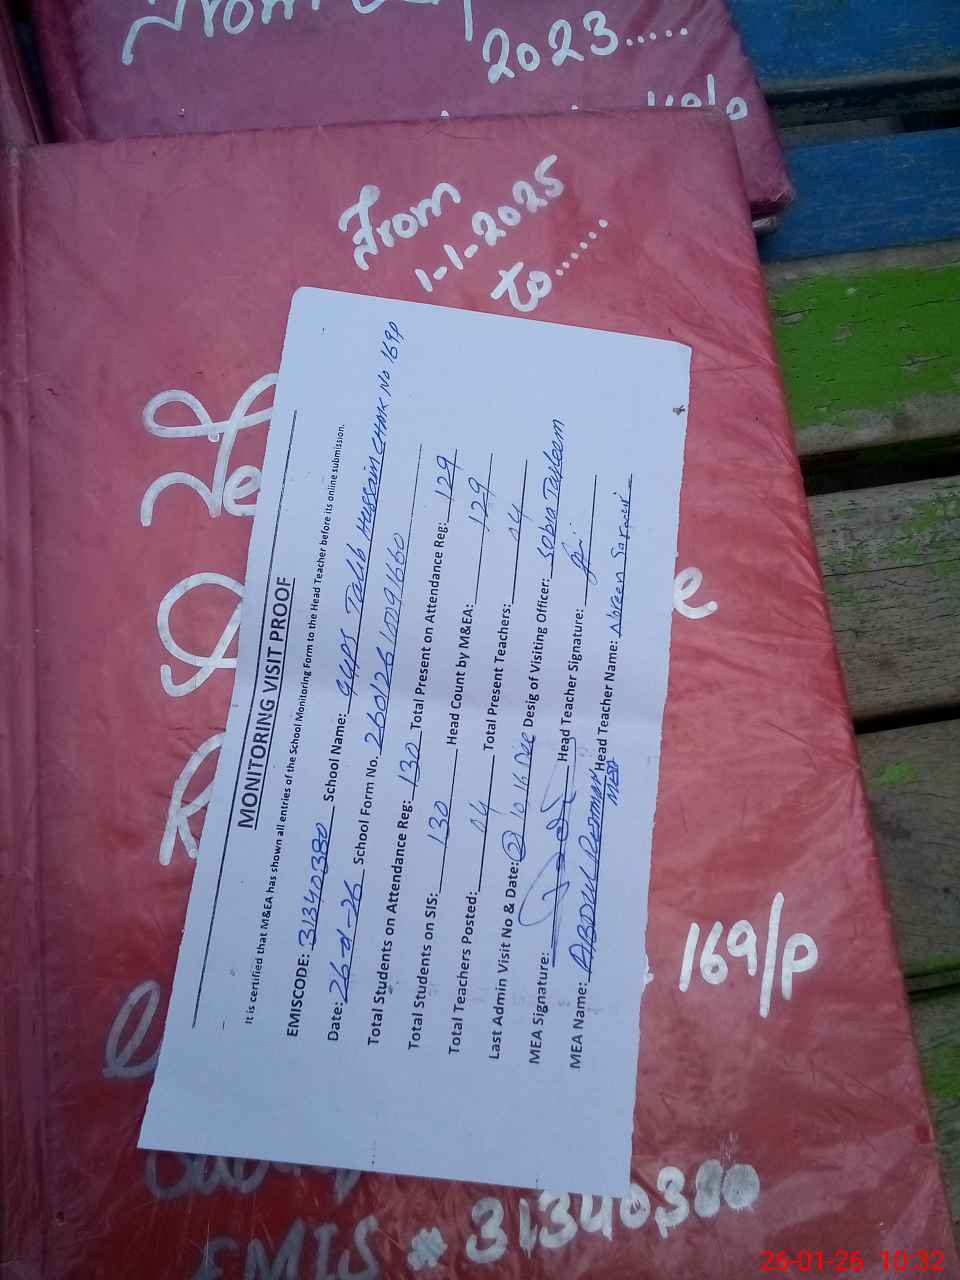 2023.....
From
1-1-2025
to......
MONITORING VISIT PROOF
It is certified that M&EA has shown all entries of the School Monitoring Form to the Head Teacher before its online submission.
EMISCODE: 31340380 School Name: GGPS Talib Hussain CHAK No 169P
Date: 26-01-26 School Form No. 260126100091660
Total Students on Attendance Reg: 130 Total Present on Attendance Reg: 129
Total Students on SIS: 130 Head Count by M&EA: 129
Total Teachers Posted: 04 Total Present Teachers: 04
Last Admin Visit No & Date: 2 10,16 Dec Desig of Visiting Officer: Sobia Tasleem
MEA Signature: Head Teacher Signature:
MEA Name: Abdul Rehman Head Teacher Name: Noreen Sarwar
MEA
169/P
EMIS # 31340380
26-01-26 10:32